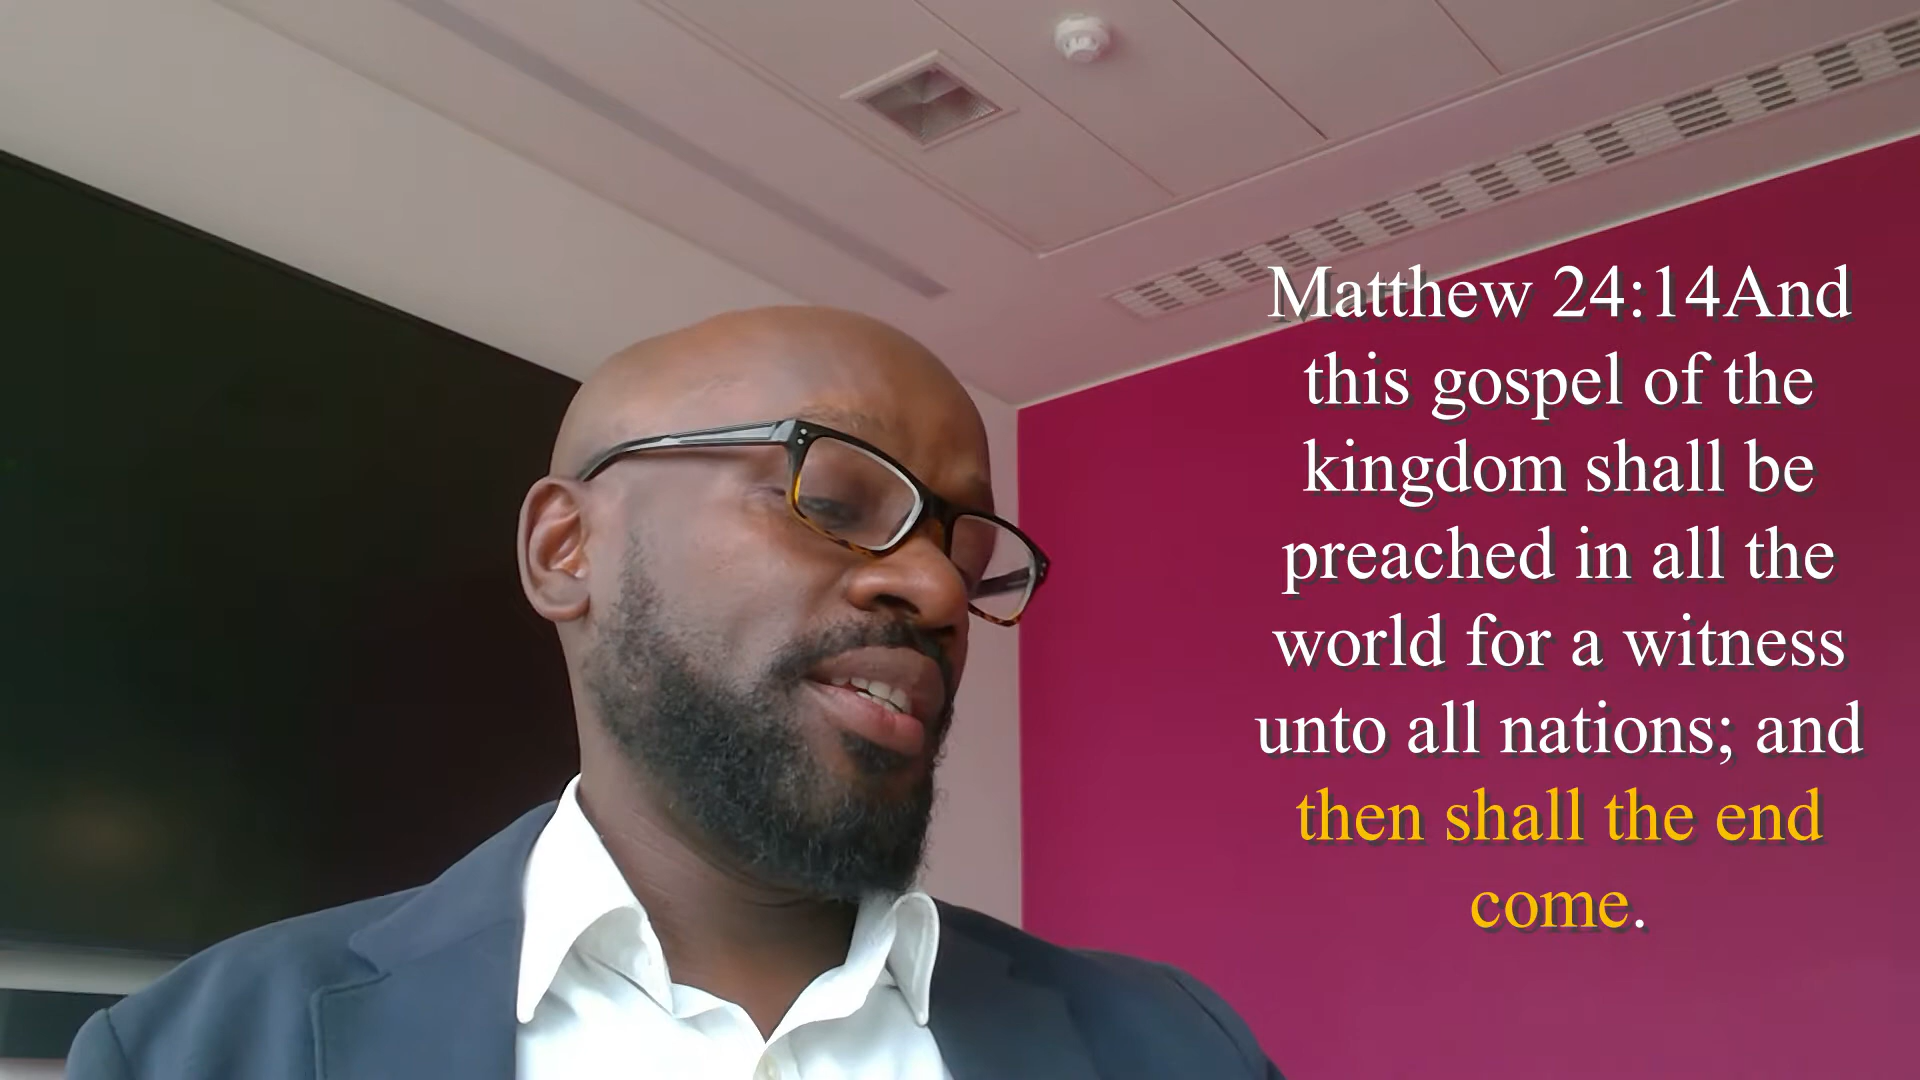 Matthew 24:14And
this gospel of the
kingdom shall be
preached in all the
world for a witness
unto all nations; and
then shall the end
come.